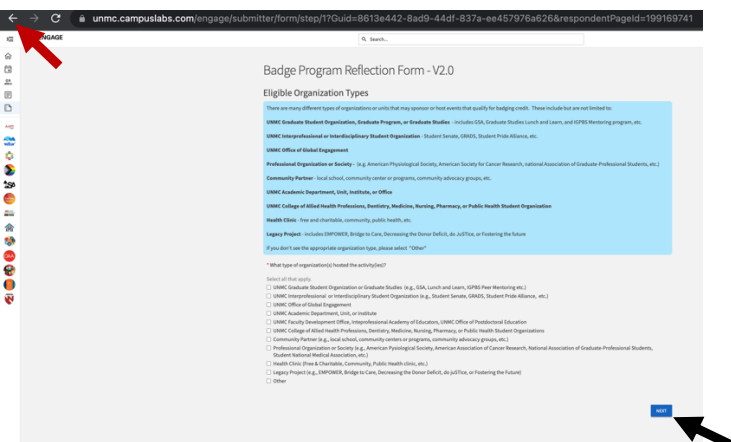 unmc.campuslabs.com/engage/submitter/form/step/1?Guid=8613e442-8ad9-44df-837a-ee457976a626&respondentPageId=199169741
NGAGE
Search...
Badge Program Reflection Form - V2.0
Eligible Organization Types
There are many different types of organizations or units that may sponsor or host events that qualify for badging credit. These include but are not limited to:
UNMC Graduate Student Organization, Graduate Program, or Graduate Studies - Includes GSA, Graduate Studies Lunch and Learn, and IGPBS Mentoring program, etc.
UNMC Interprofessional or Interdisciplinary Student Organization - Student Senate, GRADS, Student Pride Alliance, etc.
UNMC Office of Global Engagement
Professional Organization or Society - (e.g. American Physiological Society, American Society for Cancer Research, national Association of Graduate-Professional Students, etc.)
Community Partner - local school, community center or programs, community advocacy groups, etc.
UNMC Academic Department, Unit, Institute, or Office
UNMC College of Allied Health Professions, Dentistry, Medicine, Nursing, Pharmacy, or Public Health Student Organization
Health Clinic - free and charitable, community, public health, etc.
Legacy Project - includes EMPOWER, Bridge to Care, Decreasing the Donor Deficit, do JuSTice, or Fostering the future
If you don't see the appropriate organization type, please select "Other"
* What type of organization(s) hosted the activity(ies)?
Select all that apply.
UNMC Graduate Student Organization or Graduate Studies (e.g., GSA, Lunch and Learn, IGPBS Peer Mentoring etc.)
UNMC Interprofessional or Interdisciplinary Student Organization (e.g., Student Senate, GRADS, Student Pride Alliance, etc.)
UNMC Office of Global Engagement
UNMC Academic Department, Unit, or Institute
UNMC Faculty Development Office, Inteprofessional Academy of Educators, UNMC Office of Postdoctoral Education
UNMC College of Allied Health Professions, Dentistry, Medicine, Nursing, Pharmacy, or Public Health Student Organizations
Community Partner (e.g., local school, community centers or programs, community advocacy groups, etc.)
Professional Organization or Society (e.g., American Pysiological Society, American Association of Cancer Research, National Association of Graduate-Professional Students,
Student National Medical Association, etc.)
Health Clinic (Free & Charitable, Community, Public Health clinic, etc.)
Legacy Project (e.g., EMPOWER, Bridge to Care, Decreasing the Donor Deficit, do juSTice, or Fostering the Future)
Other
NEXT